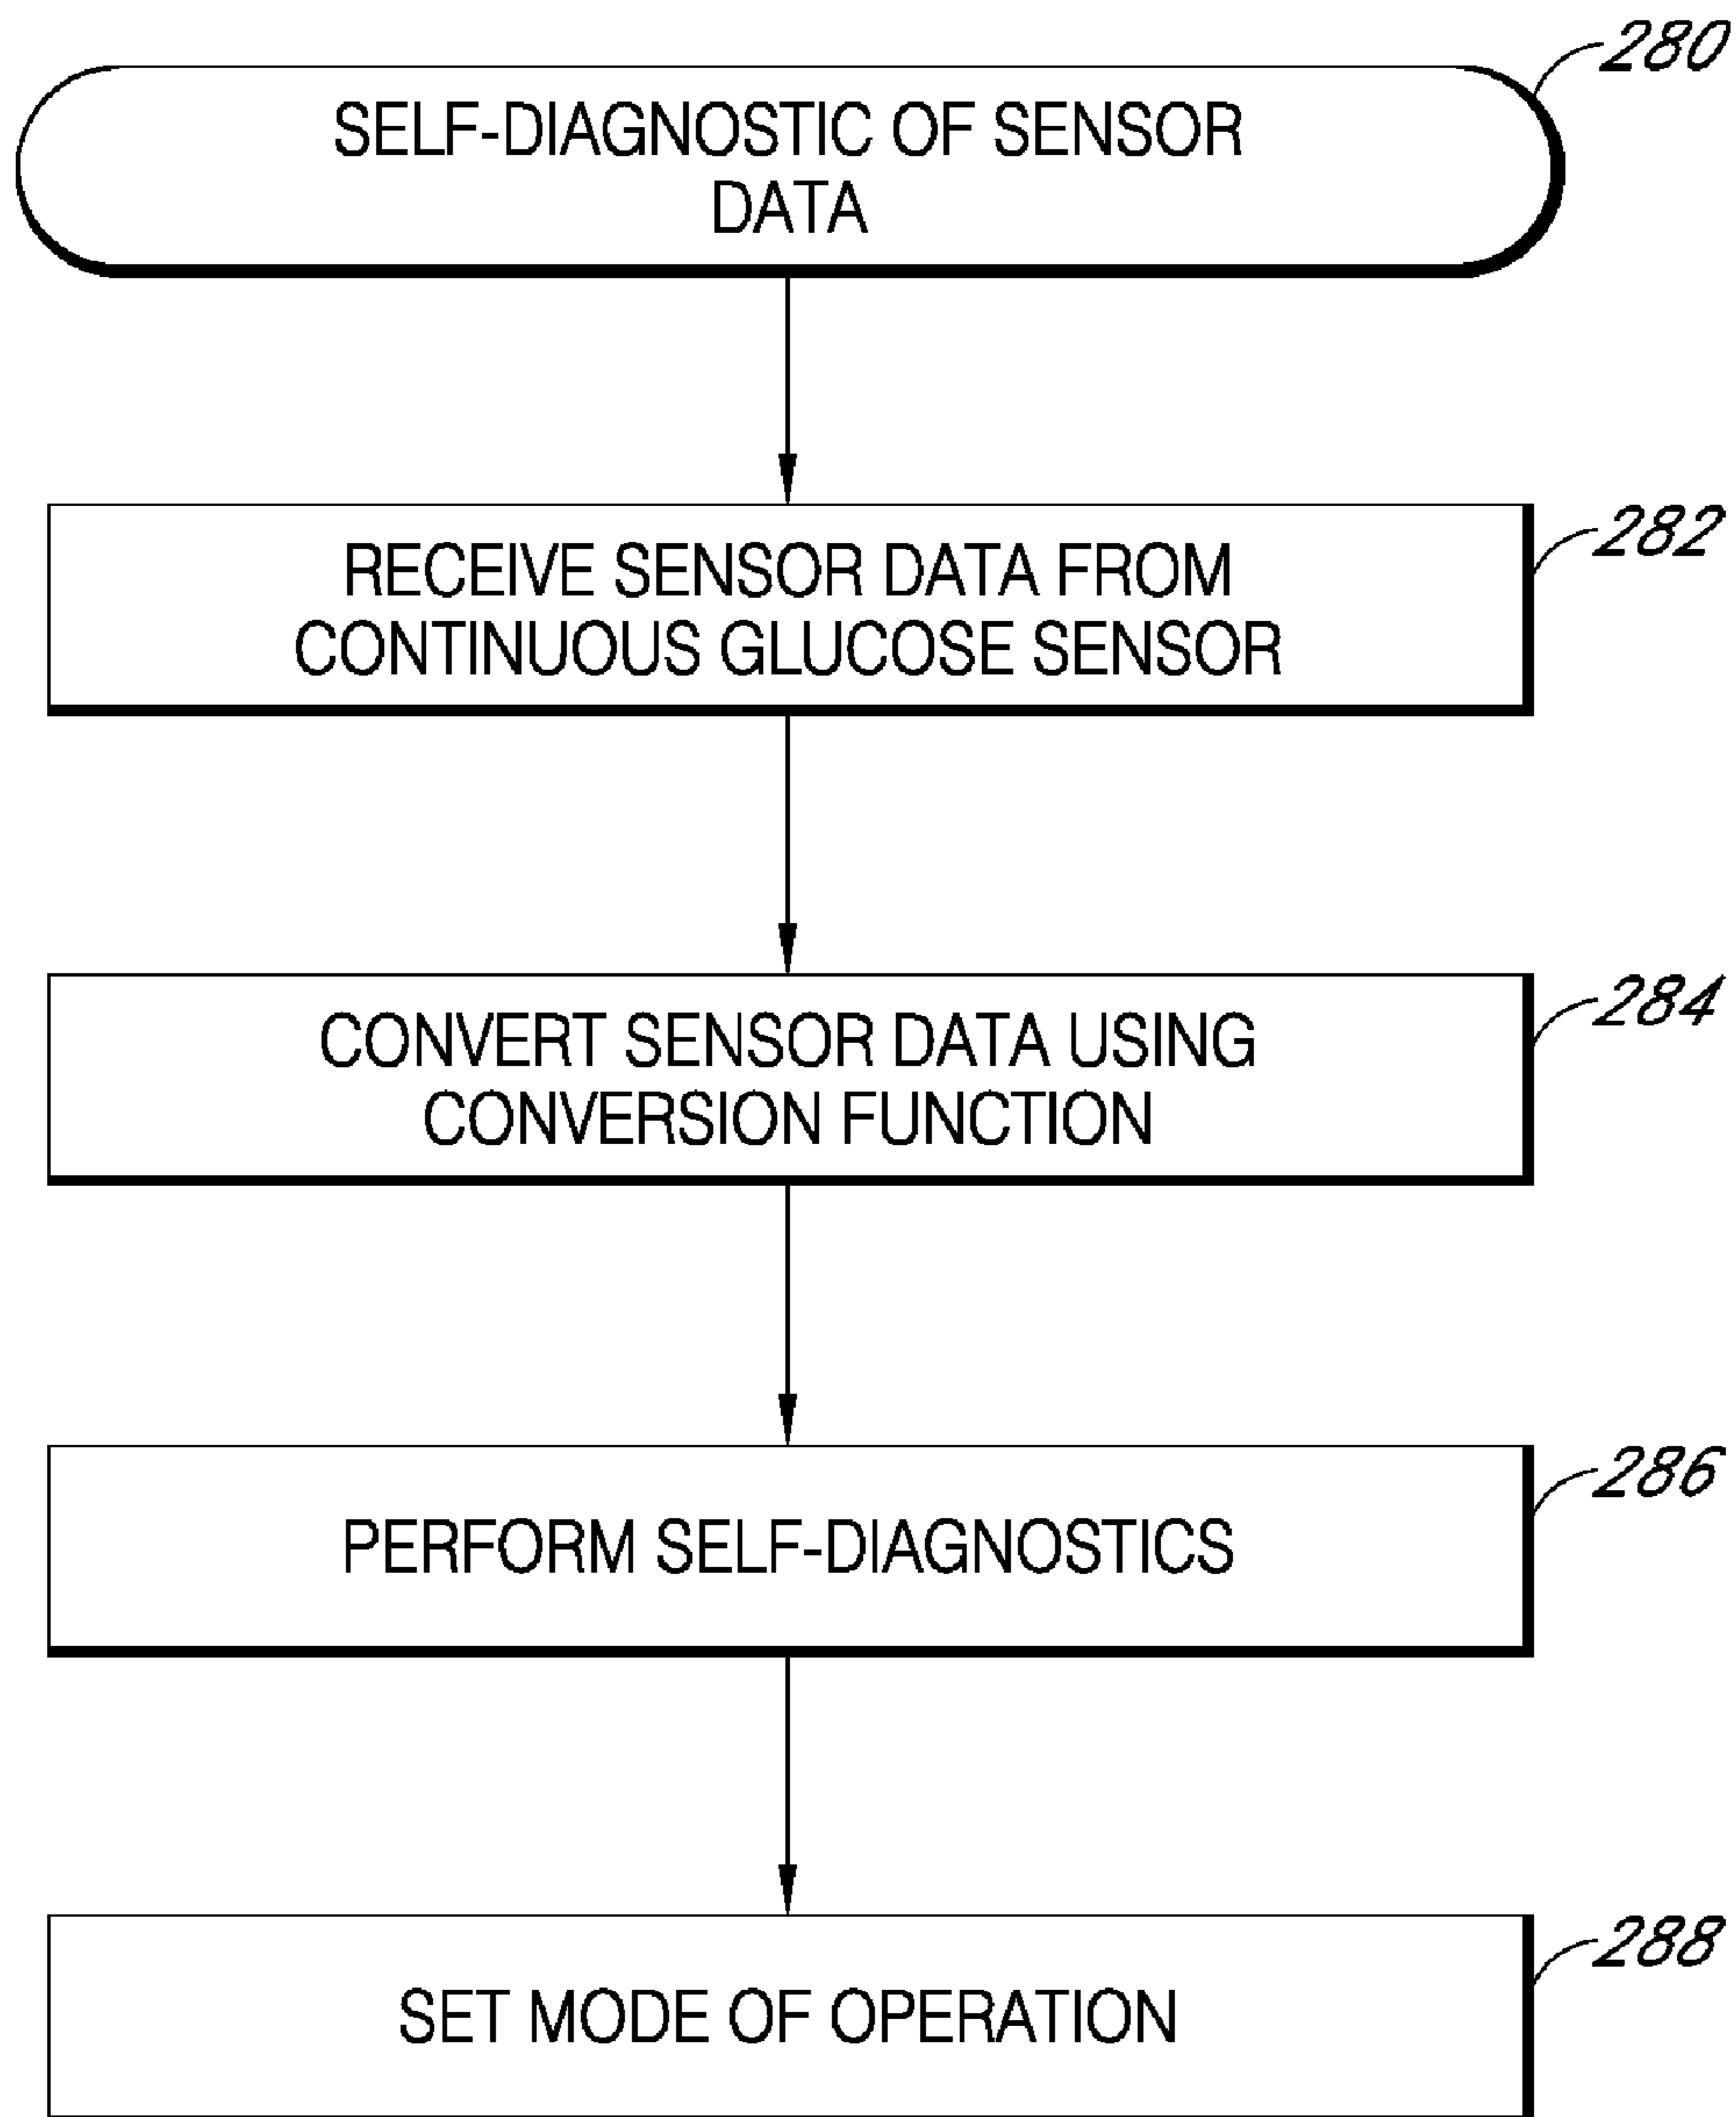 280
SELF-DIAGNOSTIC OF SENSOR
DATA
282
RECEIVE SENSOR DATA FROM
CONTINUOUS GLUCOSE SENSOR
284
CONVERT SENSOR DATA USING
CONVERSION FUNCTION
286
PERFORM SELF-DIAGNOSTICS
288
SET MODE OF OPERATION